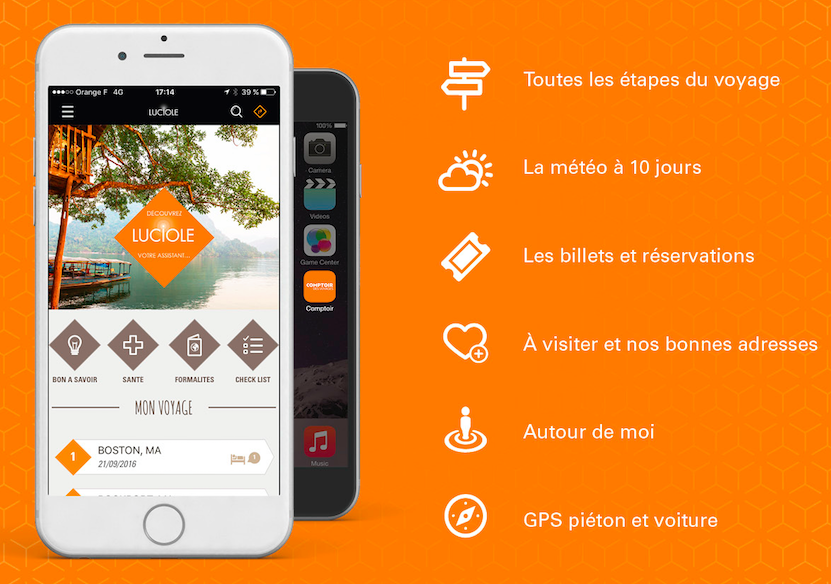 Orange F 4G 17:14 39 %
LUCIOLE
DÉCOUVREZ
LUCIOLE
VOTRE ASSISTANT...
BON A SAVOIR SANTE FORMALITES CHECK LIST
MON VOYAGE
1 BOSTON, MA
21/09/2016
1
100%
Camera
Videos
Game Center
COMPTOIR
DES VOYAGES
Comptoir
Music
Toutes les étapes du voyage
La météo à 10 jours
Les billets et réservations
À visiter et nos bonnes adresses
Autour de moi
GPS piéton et voiture